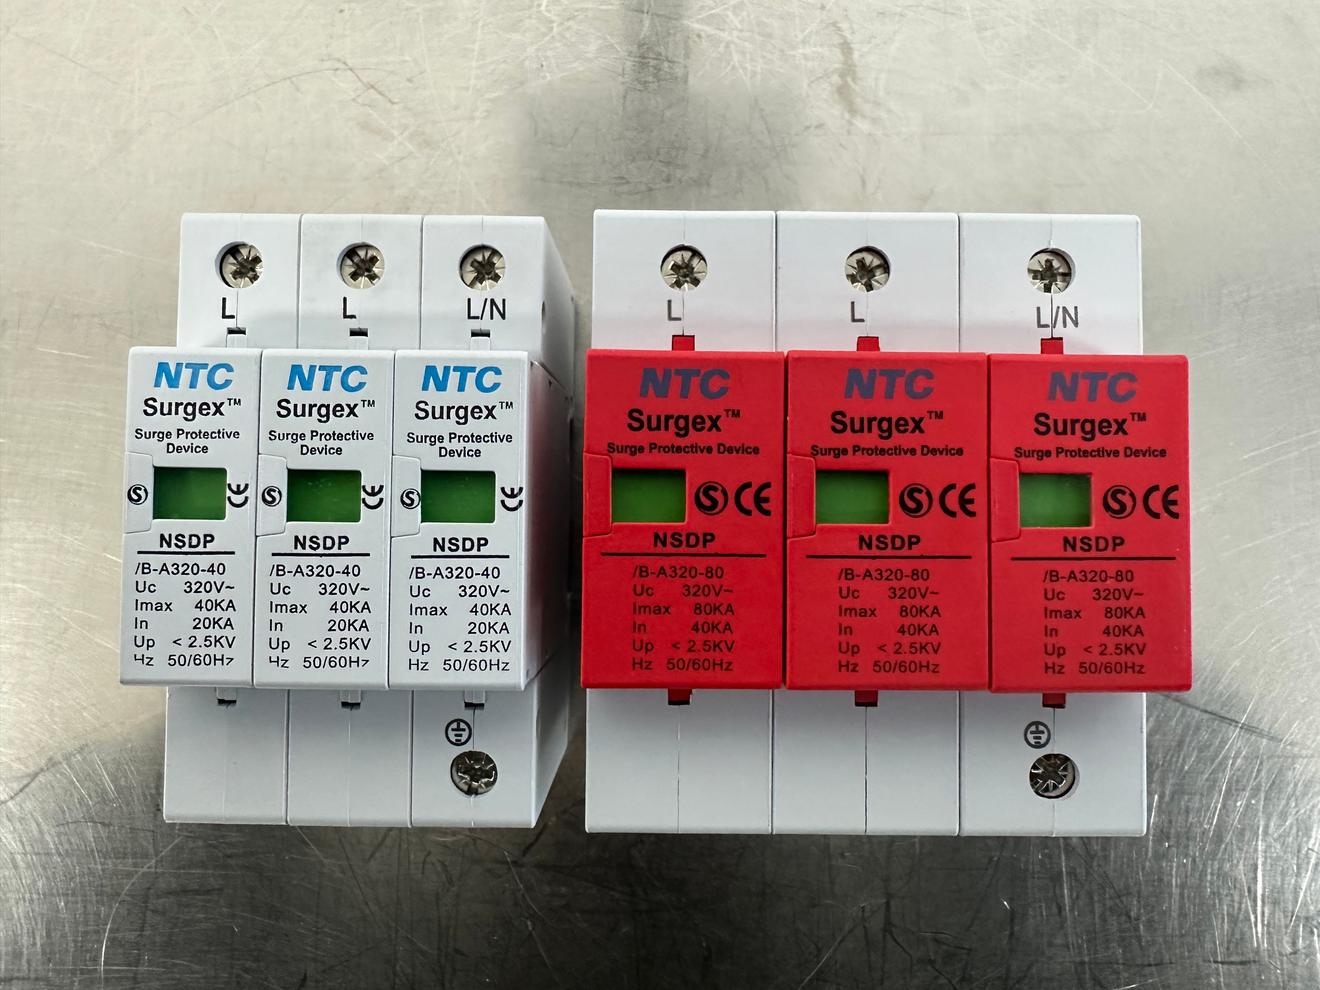 L
L
L/N
NTC
Surgex™
Surge Protective
Device
S CE
NSDP
/B-A320-40
Uc 320V~
Imax 40KA
In 20KA
Up < 2.5KV
Hz 50/60Hz
NTC
Surgex™
Surge Protective
Device
S CE
NSDP
/B-A320-40
Uc 320V~
Imax 40KA
In 20KA
Up < 2.5KV
Hz 50/60Hz
NTC
Surgex™
Surge Protective
Device
S CE
NSDP
/B-A320-40
Uc 320V~
Imax 40KA
In 20KA
Up < 2.5KV
Hz 50/60Hz
L
L
L/N
NTC
Surgex™
Surge Protective Device
S CE
NSDP
/B-A320-80
Uc 320V~
Imax 80KA
In 40KA
Up < 2.5KV
Hz 50/60Hz
NTC
Surgex™
Surge Protective Device
S CE
NSDP
/B-A320-80
Uc 320V~
Imax 80KA
In 40KA
Up < 2.5KV
Hz 50/60Hz
NTC
Surgex™
Surge Protective Device
S CE
NSDP
/B-A320-80
Uc 320V~
Imax 80KA
In 40KA
Up < 2.5KV
Hz 50/60Hz